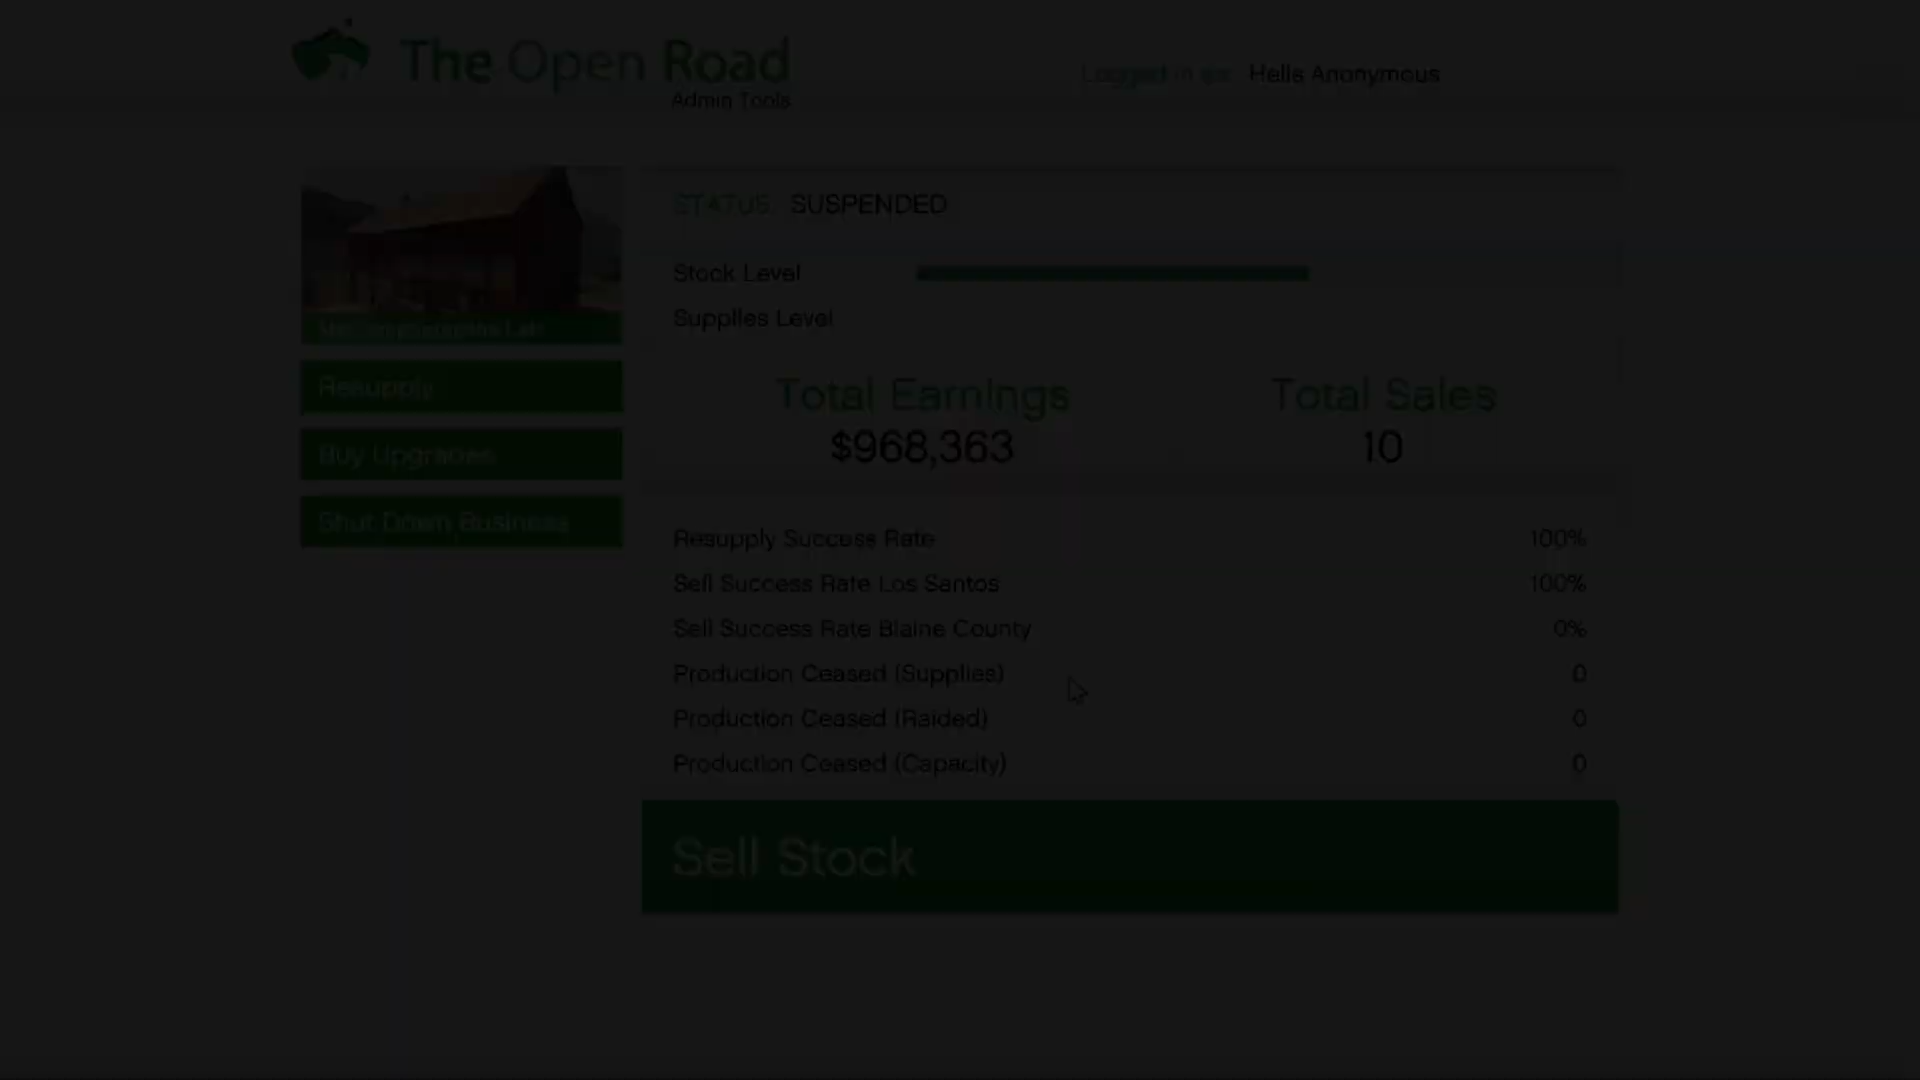 The Open Road
Admin Tools
Logged in as Hells Anonymous
Methamphetamine Lab
Resupply
Buy Upgrades
Shut Down Business
STATUS: SUSPENDED
Stock Level
Supplies Level
Total Earnings
$968,363
Total Sales
10
Resupply Success Rate 100%
Sell Success Rate Los Santos 100%
Sell Success Rate Blaine County 0%
Production Ceased (Supplies) 0
Production Ceased (Raided) 0
Production Ceased (Capacity) 0
Sell Stock